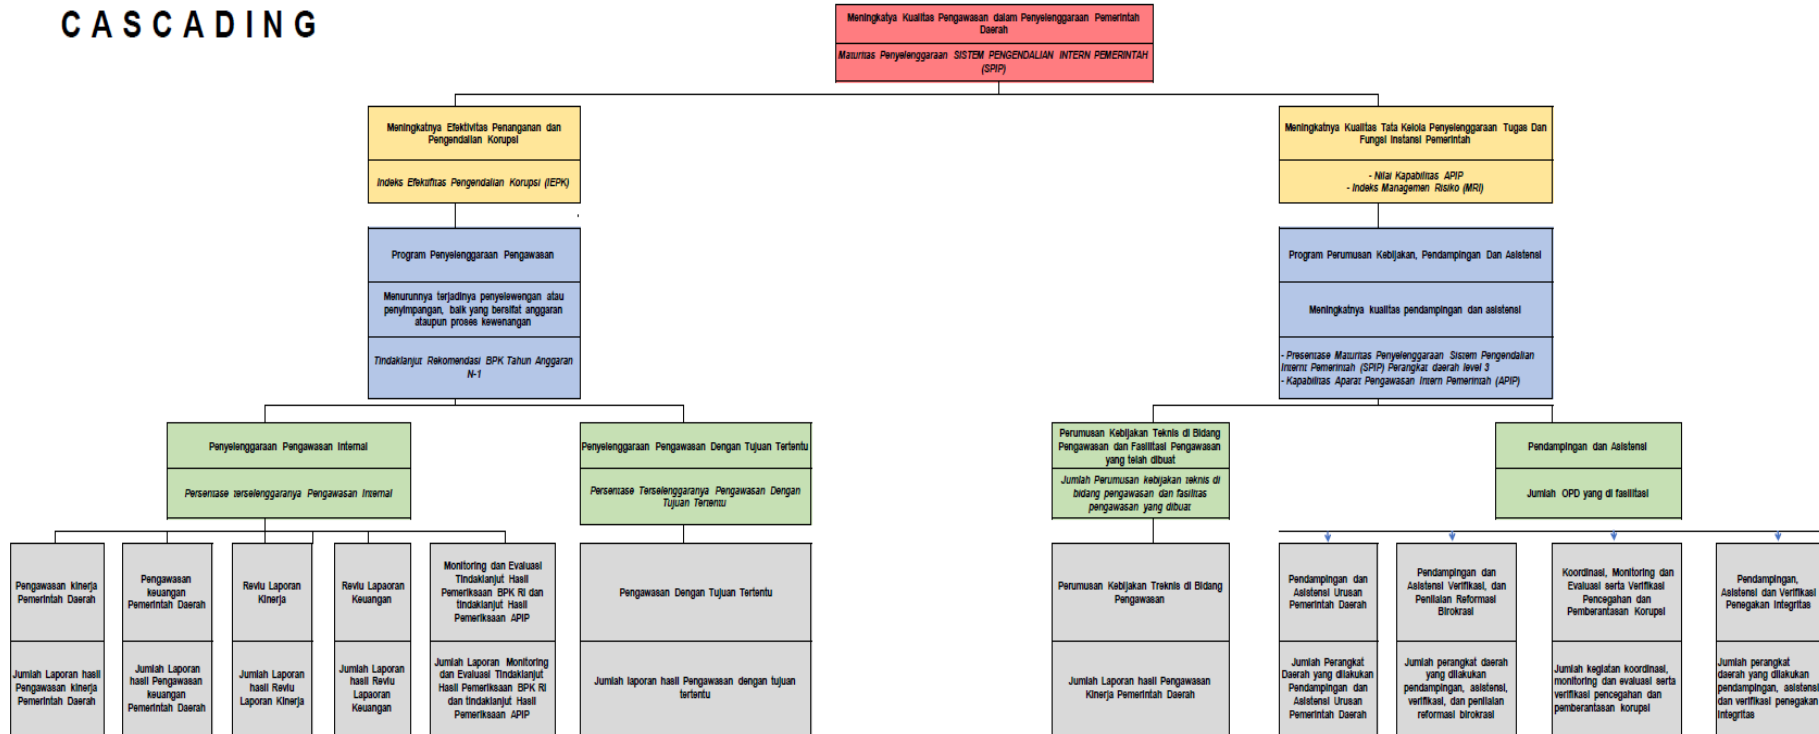 CASCADING
Meningkatya Kualitas Pengawasan dalam Penyelenggaraan Pemerintah
Daerah
Maturitas Penyelenggaraan SISTEM PENGENDALIAN INTERN PEMERINTAH
(SPIP)
Meningkatnya Efektivitas Penanganan dan
Pengendalian Korupsi
Indeks Efektifitas Pengendalian Korupsi (IEPK)
Meningkatnya Kualitas Tata Kelola Penyelenggaraan Tugas Dan
Fungsi Instansi Pemerintah
- Nilai Kapabilitas APIP
- Indeks Managemen Risiko (MRI)
Program Penyelenggaraan Pengawasan
Menurunnya terjadinya penyelewengan atau
penyimpangan, baik yang bersifat anggaran
ataupun proses kewenangan
Tindaklanjut Rekomendasi BPK Tahun Anggaran
N-1
Program Perumusan Kebijakan, Pendampingan Dan Asistensi
Meningkatnya kualitas pendampingan dan asistensi
- Presentase Maturitas Penyelenggaraan Sistem Pengendalian
Internt Pemerintah (SPIP) Perangkat daerah level 3
- Kapabilitas Aparat Pengawasan Intern Pemerintah (APIP)
Penyelenggaraan Pengawasan Internal
Persentase terselenggaranya Pengawasan Internal
Penyelenggaraan Pengawasan Dengan Tujuan Tertentu
Persentase Terselenggaranya Pengawasan Dengan
Tujuan Tertentu
Perumusan Kebijakan Teknis di Bidang
Pengawasan dan Fasilitasi Pengawasan
yang telah dibuat
Jumlah Perumusan kebijakan teknis di
bidang pengawasan dan fasilitas
pengawasan yang dibuat
Pendampingan dan Asistensi
Jumlah OPD yang di fasilitasi
Pengawasan kinerja
Pemerintah Daerah
Jumlah Laporan hasil
Pengawasan kinerja
Pemerintah Daerah
Pengawasan
keuangan
Pemerintah Daerah
Jumlah Laporan
hasil Pengawasan
keuangan
Pemerintah Daerah
Reviu Laporan
Kinerja
Jumlah Laporan
hasil Reviu
Laporan Kinerja
Reviu Lapaoran
Keuangan
Jumlah Laporan
hasil Reviu
Lapaoran
Keuangan
Monitoring dan Evaluasi
Tindaklanjut Hasil
Pemeriksaan BPK RI dan
tindaklanjut Hasil
Pemeriksaan APIP
Jumlah Laporan Monitoring
dan Evaluasi Tindaklanjut
Hasil Pemeriksaan BPK RI
dan tindaklanjut Hasil
Pemeriksaan APIP
Pengawasan Dengan Tujuan Tertentu
Jumlah laporan hasil Pengawasan dengan tujuan
tertentu
Perumusan Kebijakan Treknis di Bidang
Pengawasan
Jumlah Laporan hasil Pengawasan
Kinerja Pemerintah Daerah
Pendampingan dan
Asistensi Urusan
Pemerintah Daerah
Jumlah Perangkat
Daerah yang dilakukan
Pendampingan dan
Asistensi Urusan
Pemerintah Daerah
Pendampingan dan
Asistensi Verifikasi, dan
Penilaian Reformasi
Birokrasi
Jumlah perangkat daerah
yang dilakukan
pendampingan, asistensi,
verifikasi, dan penilaian
reformasi birokrasi
Koordinasi, Monitoring dan
Evaluasi serta Verifikasi
Pencegahan dan
Pemberantasan Korupsi
Jumlah kegiatan koordinasi,
monitoring dan evaluasi serta
verifikasi pencegahan dan
pemberantasan korupsi
Pendampingan,
Asistensi dan Verifikasi
Penegakan Integritas
Jumlah perangkat
daerah yang dilakukan
pendampingan, asistensi
dan verifikasi penegakan
integritas